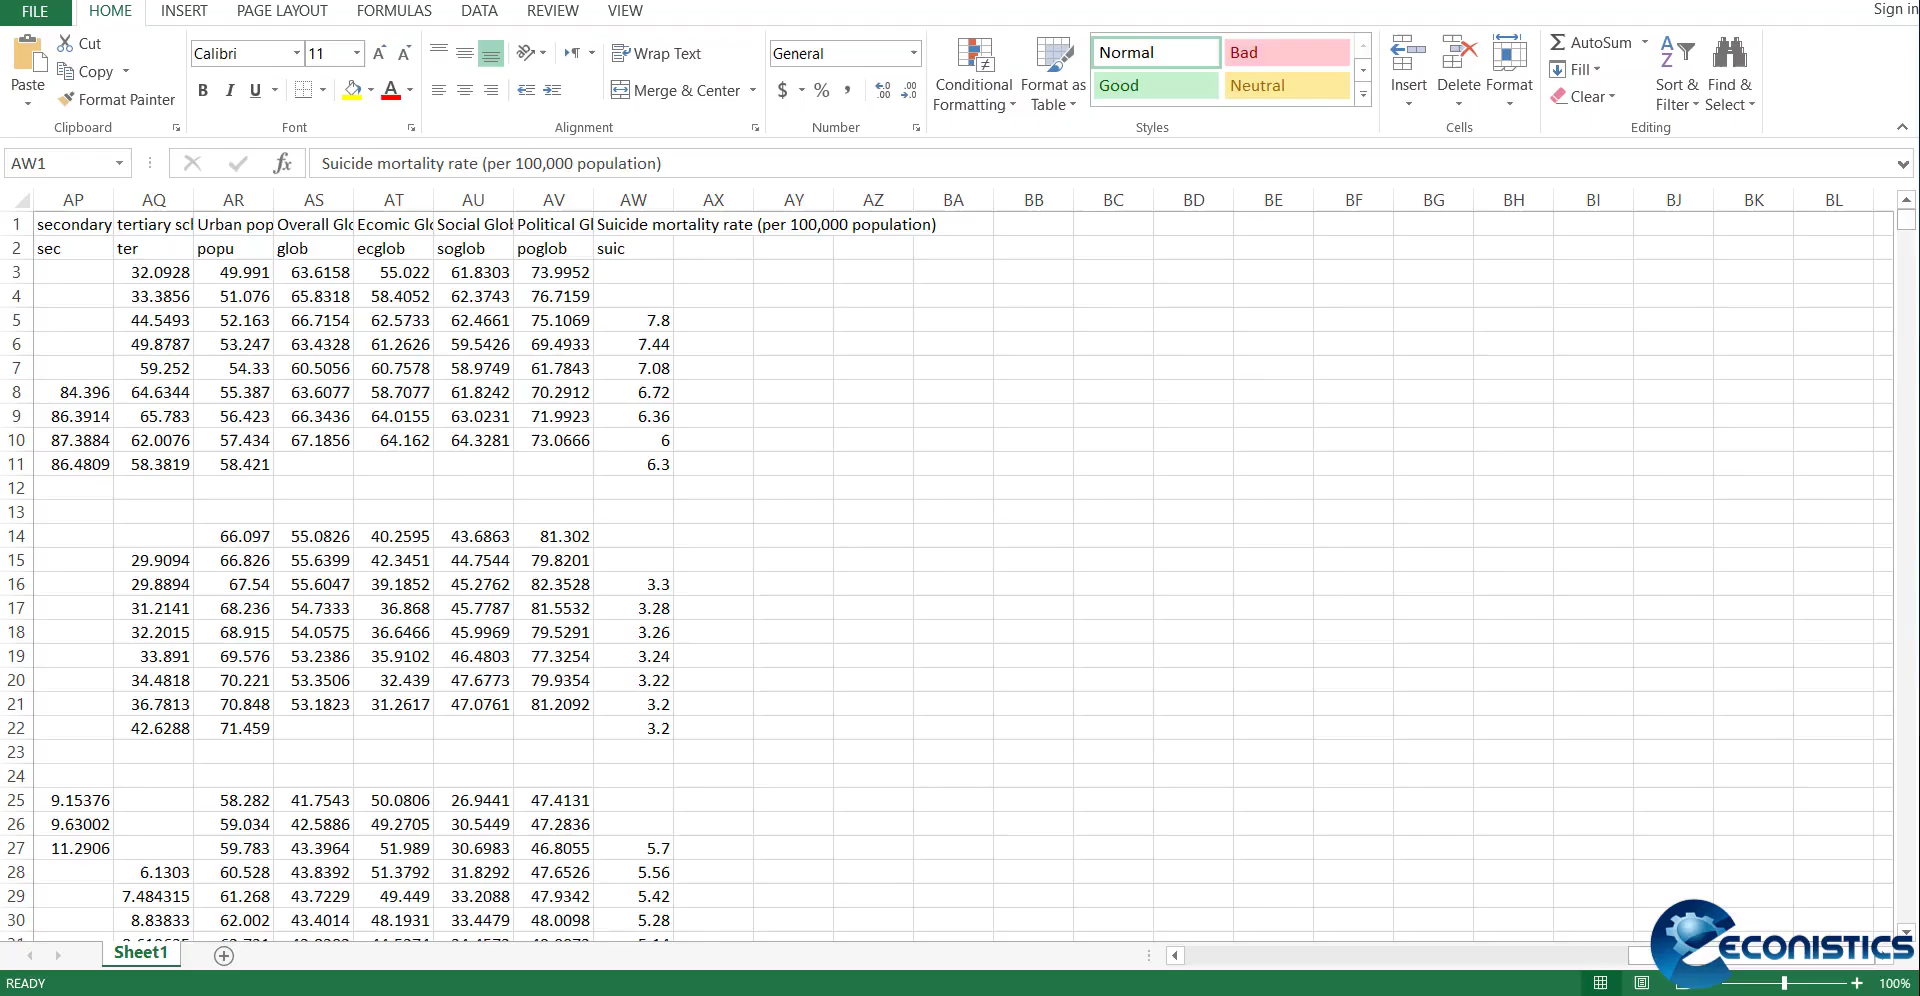 FILE HOME INSERT PAGE LAYOUT FORMULAS DATA REVIEW VIEW Sign in
Paste
Cut
Copy
Format Painter
Clipboard
Calibri 11
B I U A
Font
Wrap Text
Merge & Center
Alignment
General
$ %
Number
Conditional Formatting
Format as Table
Normal Bad
Good Neutral
Styles
Insert Delete Format
Cells
AutoSum
Fill
Clear
Sort & Filter
Find & Select
Editing
AW1 fx Suicide mortality rate (per 100,000 population)
AP AQ AR AS AT AU AV AW AX AY AZ BA BB BC BD BE BF BG BH BI BJ BK BL
1 secondary tertiary scl Urban pop Overall Glo Ecomic Glo Social Glob Political Gl Suicide mortality rate (per 100,000 population)
2 sec ter popu glob ecglob soglob poglob suic
3 32.0928 49.991 63.6158 55.022 61.8303 73.9952
4 33.3856 51.076 65.8318 58.4052 62.3743 76.7159
5 44.5493 52.163 66.7154 62.5733 62.4661 75.1069 7.8
6 49.8787 53.247 63.4328 61.2626 59.5426 69.4933 7.44
7 59.252 54.33 60.5056 60.7578 58.9749 61.7843 7.08
8 84.396 64.6344 55.387 63.6077 58.7077 61.8242 70.2912 6.72
9 86.3914 65.783 56.423 66.3436 64.0155 63.0231 71.9923 6.36
10 87.3884 62.0076 57.434 67.1856 64.162 64.3281 73.0666 6
11 86.4809 58.3819 58.421 6.3
12
13
14 66.097 55.0826 40.2595 43.6863 81.302
15 29.9094 66.826 55.6399 42.3451 44.7544 79.8201
16 29.8894 67.54 55.6047 39.1852 45.2762 82.3528 3.3
17 31.2141 68.236 54.7333 36.868 45.7787 81.5532 3.28
18 32.2015 68.915 54.0575 36.6466 45.9969 79.5291 3.26
19 33.891 69.576 53.2386 35.9102 46.4803 77.3254 3.24
20 34.4818 70.221 53.3506 32.439 47.6773 79.9354 3.22
21 36.7813 70.848 53.1823 31.2617 47.0761 81.2092 3.2
22 42.6288 71.459 3.2
23
24
25 9.15376 58.282 41.7543 50.0806 26.9441 47.4131
26 9.63002 59.034 42.5886 49.2705 30.5449 47.2836
27 11.2906 59.783 43.3964 51.989 30.6983 46.8055 5.7
28 6.1303 60.528 43.8392 51.3792 31.8292 47.6526 5.56
29 7.484315 61.268 43.7229 49.449 33.2088 47.9342 5.42
30 8.83833 62.002 43.4014 48.1931 33.4479 48.0098 5.28
Sheet1
ECONISTICS
READY 100%